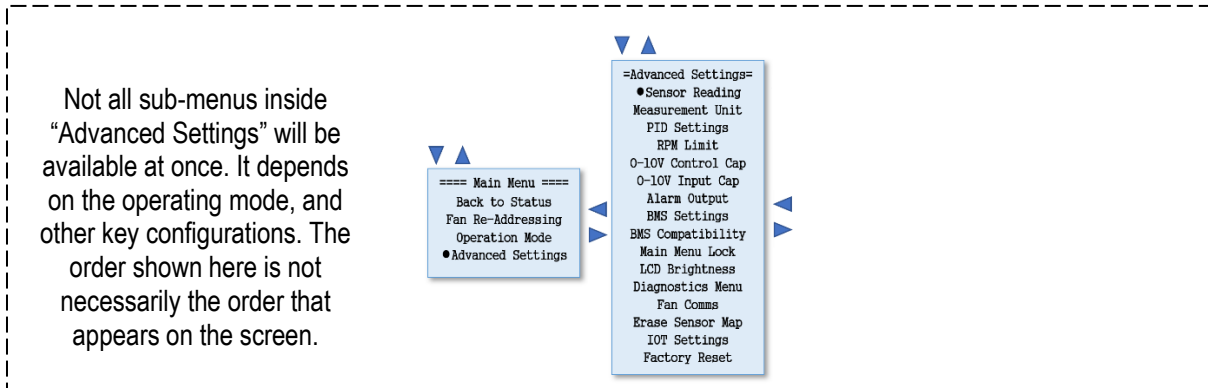 Not all sub-menus inside
“Advanced Settings” will be
available at once. It depends
on the operating mode, and
other key configurations. The
order shown here is not
necessarily the order that
appears on the screen.
==== Main Menu ====
Back to Status
Fan Re-Addressing
Operation Mode
●Advanced Settings
=Advanced Settings=
●Sensor Reading
Measurement Unit
PID Settings
RPM Limit
0-10V Control Cap
0-10V Input Cap
Alarm Output
BMS Settings
BMS Compatibility
Main Menu Lock
LCD Brightness
Diagnostics Menu
Fan Comms
Erase Sensor Map
IOT Settings
Factory Reset